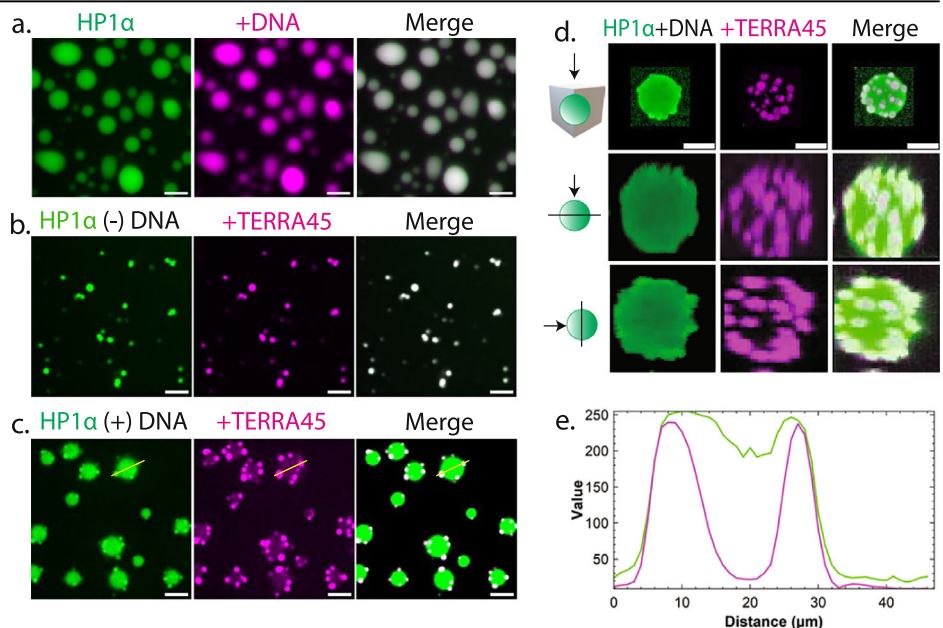 a. HP1α +DNA Merge
b. HP1α (-) DNA +TERRA45 Merge
c. HP1α (+) DNA +TERRA45 Merge
d. HP1α+DNA +TERRA45 Merge
e.
Value
250
200
150
100
50
0 10 20 30 40
Distance (µm)